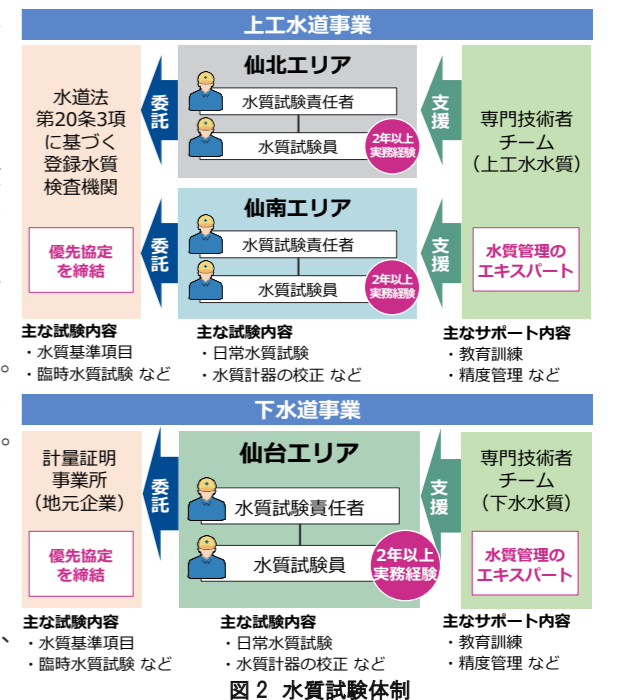 上工水道事業
水道法
第20条3項
に基づく
登録水質
検査機関
優先協定
を締結
委託
仙北エリア
水質試験責任者
水質試験員
2年以上
実務経験
支援
専門技術者
チーム
（上工水水質）
委託
仙南エリア
水質試験責任者
水質試験員
2年以上
実務経験
支援
水質管理の
エキスパート
主な試験内容
・水質基準項目
・臨時水質試験 など
主な試験内容
・日常水質試験
・水質計器の校正 など
主なサポート内容
・教育訓練
・精度管理 など
。
。
下水道事業
計量証明
事業所
（地元企業）
優先協定
を締結
委託
仙台エリア
水質試験責任者
水質試験員
2年以上
実務経験
支援
専門技術者
チーム
（下水水質）
水質管理の
エキスパート
主な試験内容
・水質基準項目
・臨時水質試験 など
主な試験内容
・日常水質試験
・水質計器の校正 など
主なサポート内容
・教育訓練
・精度管理 など
、
図2 水質試験体制